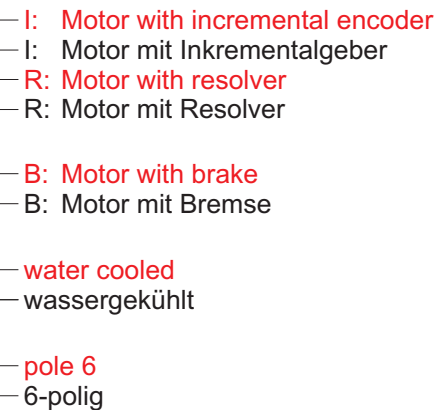 I: Motor with incremental encoder
I: Motor mit Inkrementalgeber
R: Motor with resolver
R: Motor mit Resolver
B: Motor with brake
B: Motor mit Bremse
water cooled
wassergekühlt
pole 6
6-polig